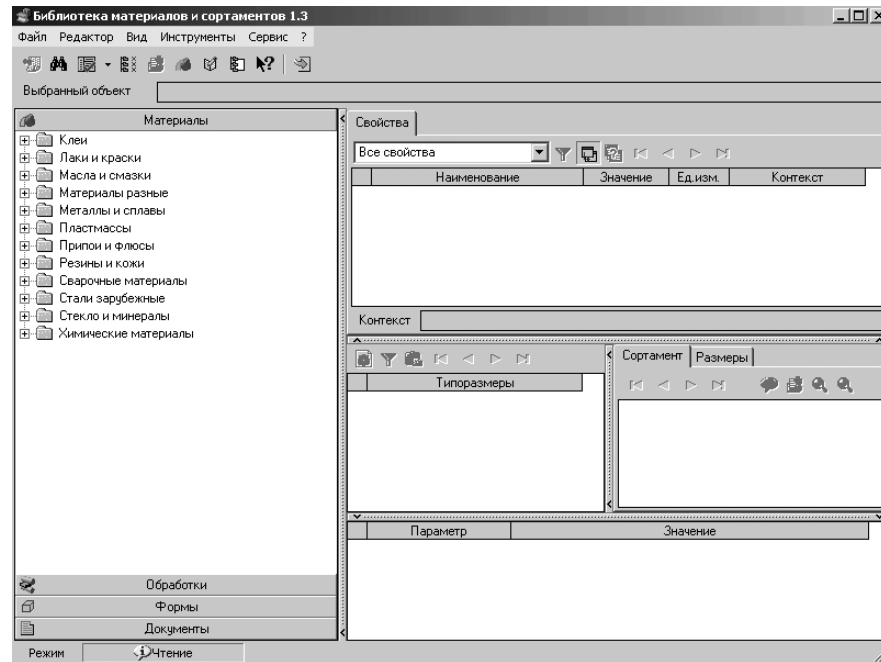 Библиотека материалов и сортаментов 1.3
Файл Редактор Вид Инструменты Сервис ?
Выбранный объект
Материалы
Клеи
Лаки и краски
Масла и смазки
Материалы разные
Металлы и сплавы
Пластмассы
Припои и флюсы
Резины и кожи
Сварочные материалы
Стали зарубежные
Стекло и минералы
Химические материалы
Обработки
Формы
Документы
Свойства
Все свойства
Наименование Значение Ед.изм. Контекст
Контекст
Типоразмеры
Сортамент Размеры
Параметр Значение
Режим Чтение